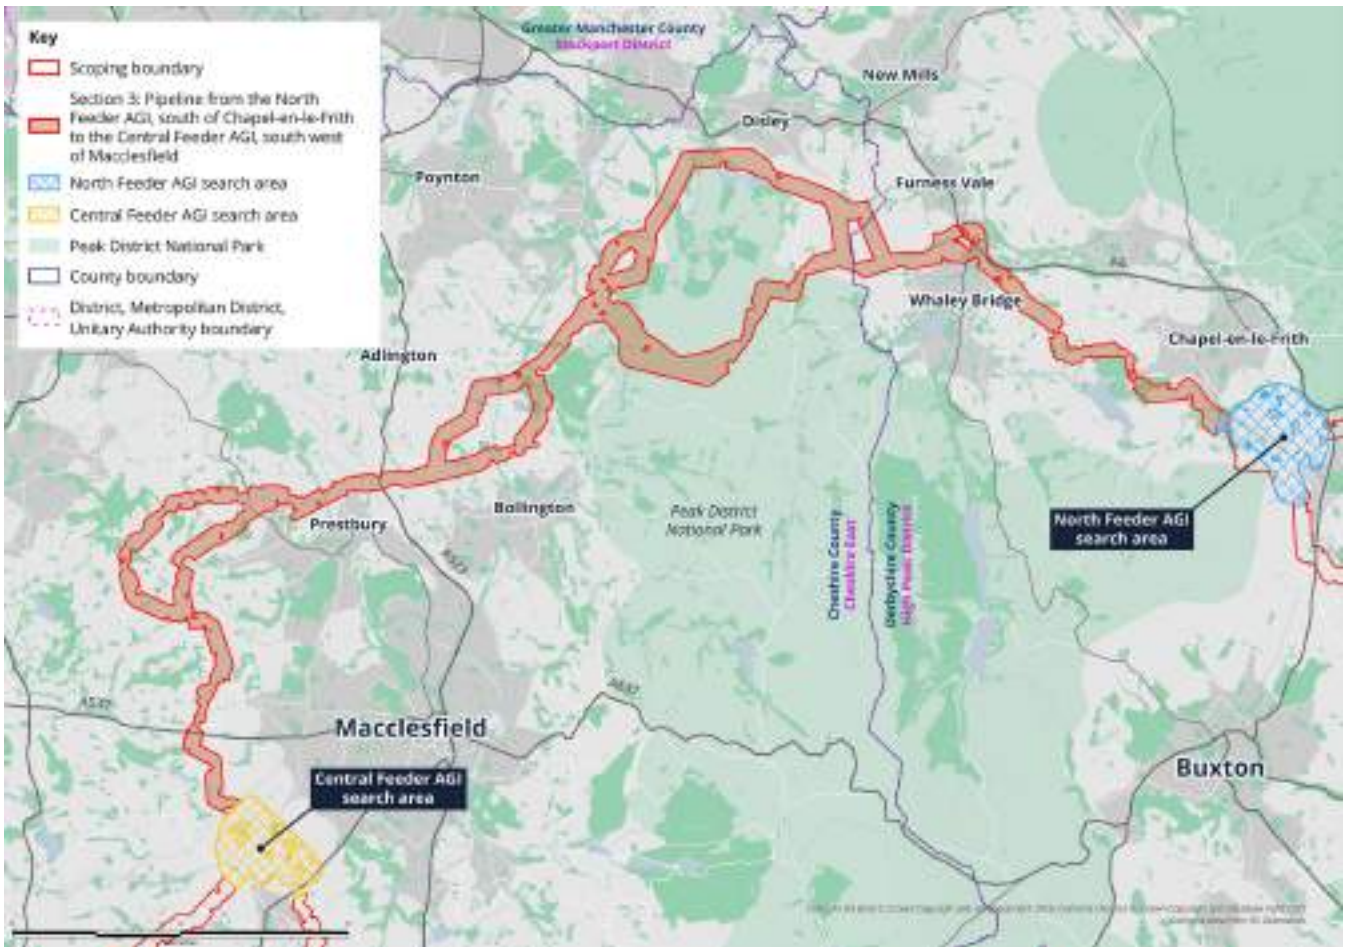 Key
Scoping boundary
Section 3: Pipeline from the North
Feeder AGI, south of Chapel-en-le-Frith
to the Central Feeder AGI, south west
of Macclesfield
North Feeder AGI search area
Central Feeder AGI search area
Peak District National Park
County boundary
District, Metropolitan District,
Unitary Authority boundary
Greater Manchester County
Stockport District
New Mills
Disley
Poynton
Furness Vale
A6
Whaley Bridge
Chapel-en-le-Frith
Adlington
Bollington
Prestbury
Peak District
National Park
North Feeder AGI
search area
Cheshire County
Cheshire East
Derbyshire County
High Peak District
A523
A537
A537
Macclesfield
Central Feeder AGI
search area
Buxton